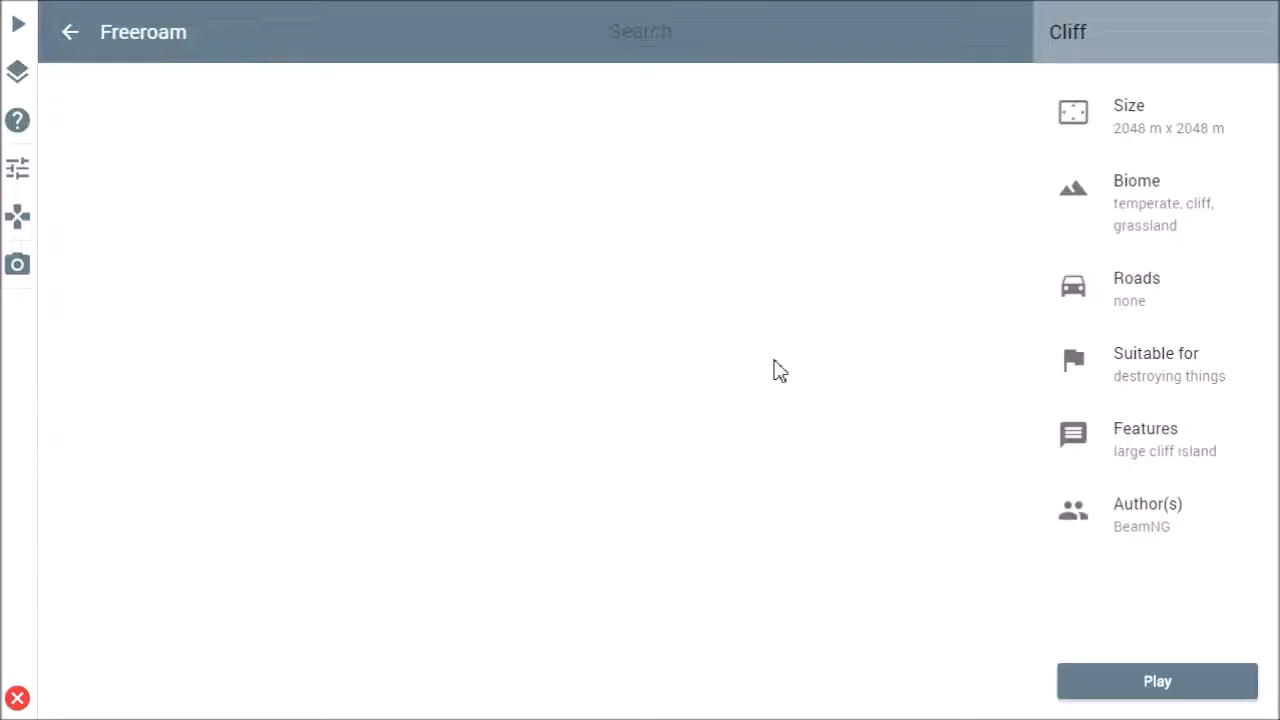 Freeroam
Search
Cliff
Size
2048 m x 2048 m
Biome
temperate, cliff,
grassland
Roads
none
Suitable for
destroying things
Features
large cliff island
Author(s)
BeamNG
Play